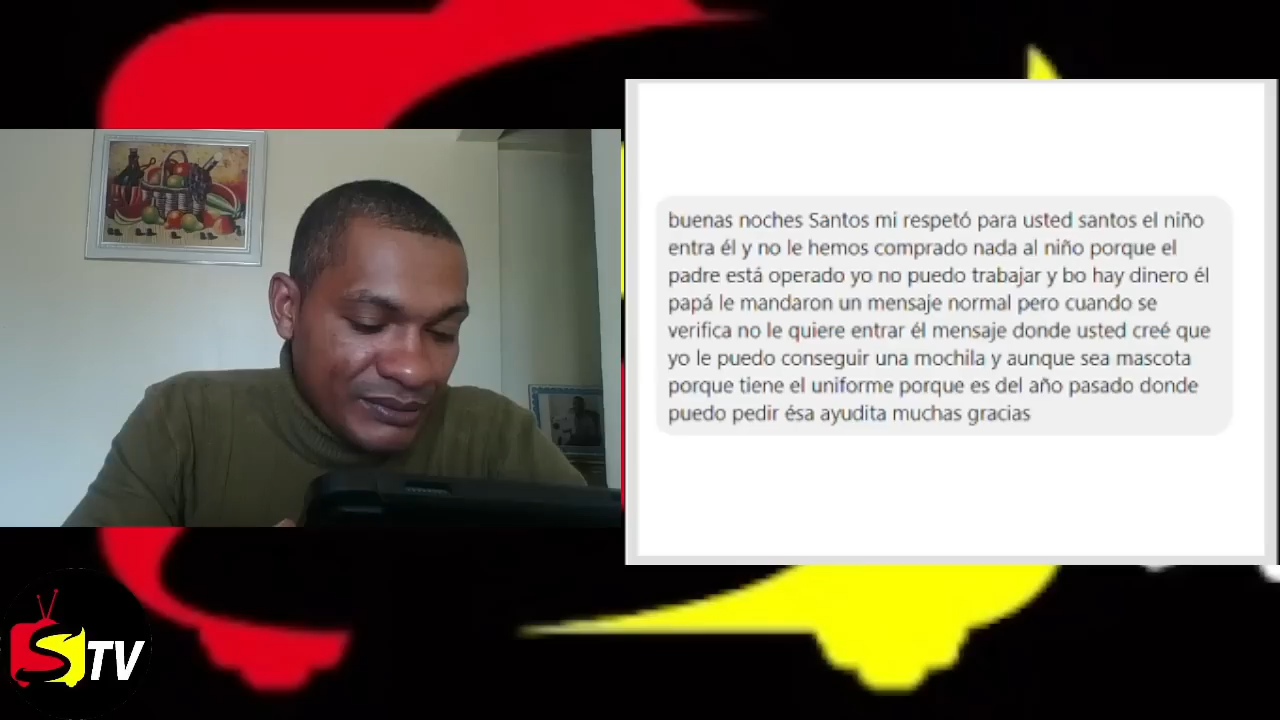 buenas noches Santos mi respetó para usted santos el niño
entra él y no le hemos comprado nada al niño porque el
padre está operado yo no puedo trabajar y bo hay dinero él
papá le mandaron un mensaje normal pero cuando se
verifica no le quiere entrar él mensaje donde usted creé que
yo le puedo conseguir una mochila y aunque sea mascota
porque tiene el uniforme porque es del año pasado donde
puedo pedir ésa ayudita muchas gracias
STV